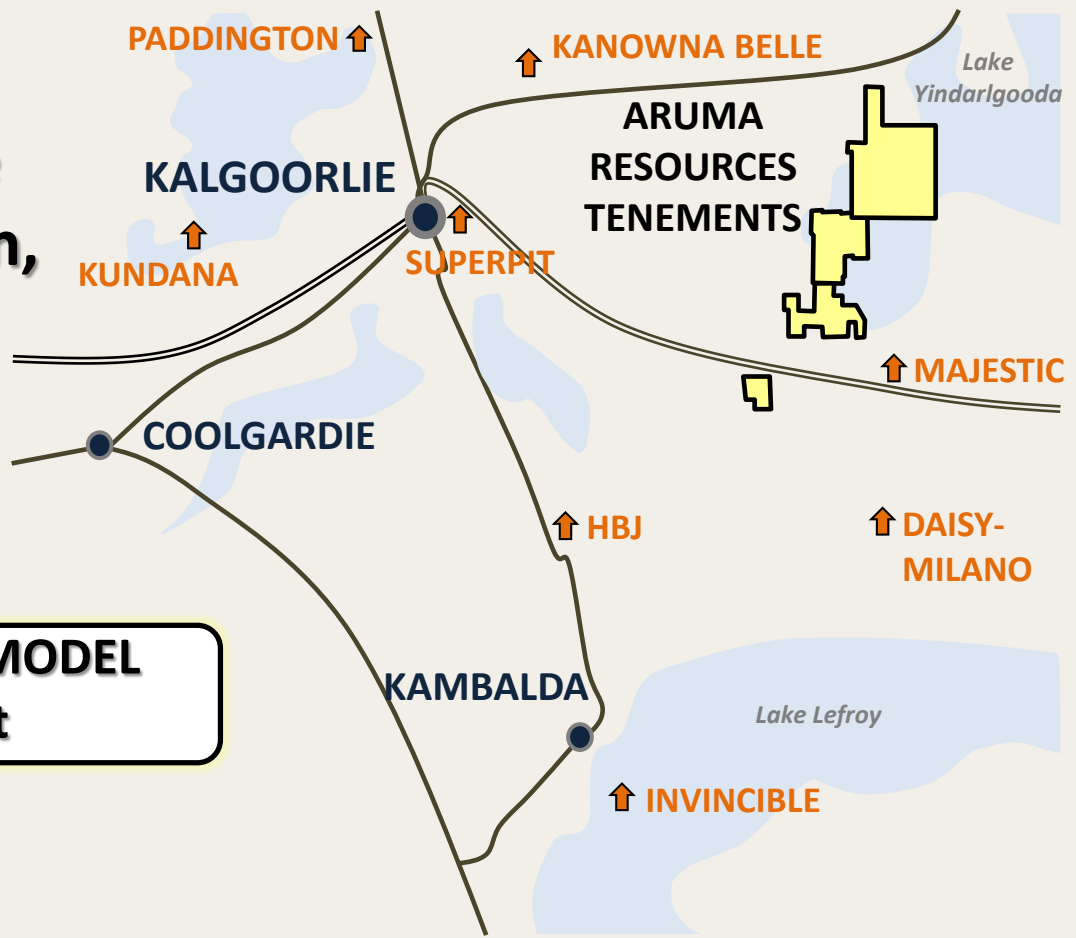 PADDINGTON
KANOWNA BELLE
Lake
Yindarlgooda
ARUMA
RESOURCES
TENEMENTS
KALGOORLIE
SUPERPIT
KUNDANA
MAJESTIC
COOLGARDIE
HBJ
DAISY-
MILANO
MODEL
KAMBALDA
Lake Lefroy
INVINCIBLE